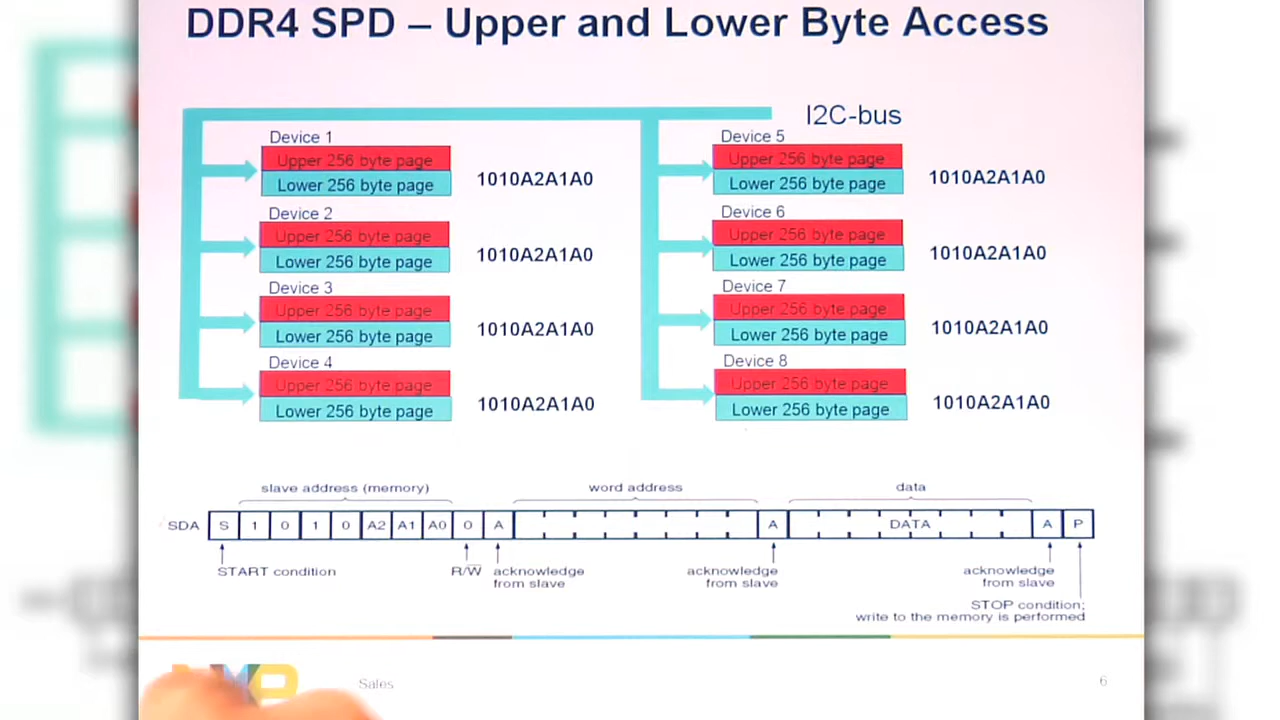 DDR4 SPD – Upper and Lower Byte Access
I2C-bus
Device 1
Upper 256 byte page
Lower 256 byte page
1010A2A1A0
Device 2
Upper 256 byte page
Lower 256 byte page
1010A2A1A0
Device 3
Upper 256 byte page
Lower 256 byte page
1010A2A1A0
Device 4
Upper 256 byte page
Lower 256 byte page
1010A2A1A0
Device 5
Upper 256 byte page
Lower 256 byte page
1010A2A1A0
Device 6
Upper 256 byte page
Lower 256 byte page
1010A2A1A0
Device 7
Upper 256 byte page
Lower 256 byte page
1010A2A1A0
Device 8
Upper 256 byte page
Lower 256 byte page
1010A2A1A0
slave address (memory) word address data
SDA S 1 0 1 0 A2 A1 A0 0 A A DATA A P
START condition
R/W̅
acknowledge
from slave
acknowledge
from slave
acknowledge
from slave
STOP condition;
write to the memory is performed
Sales
6